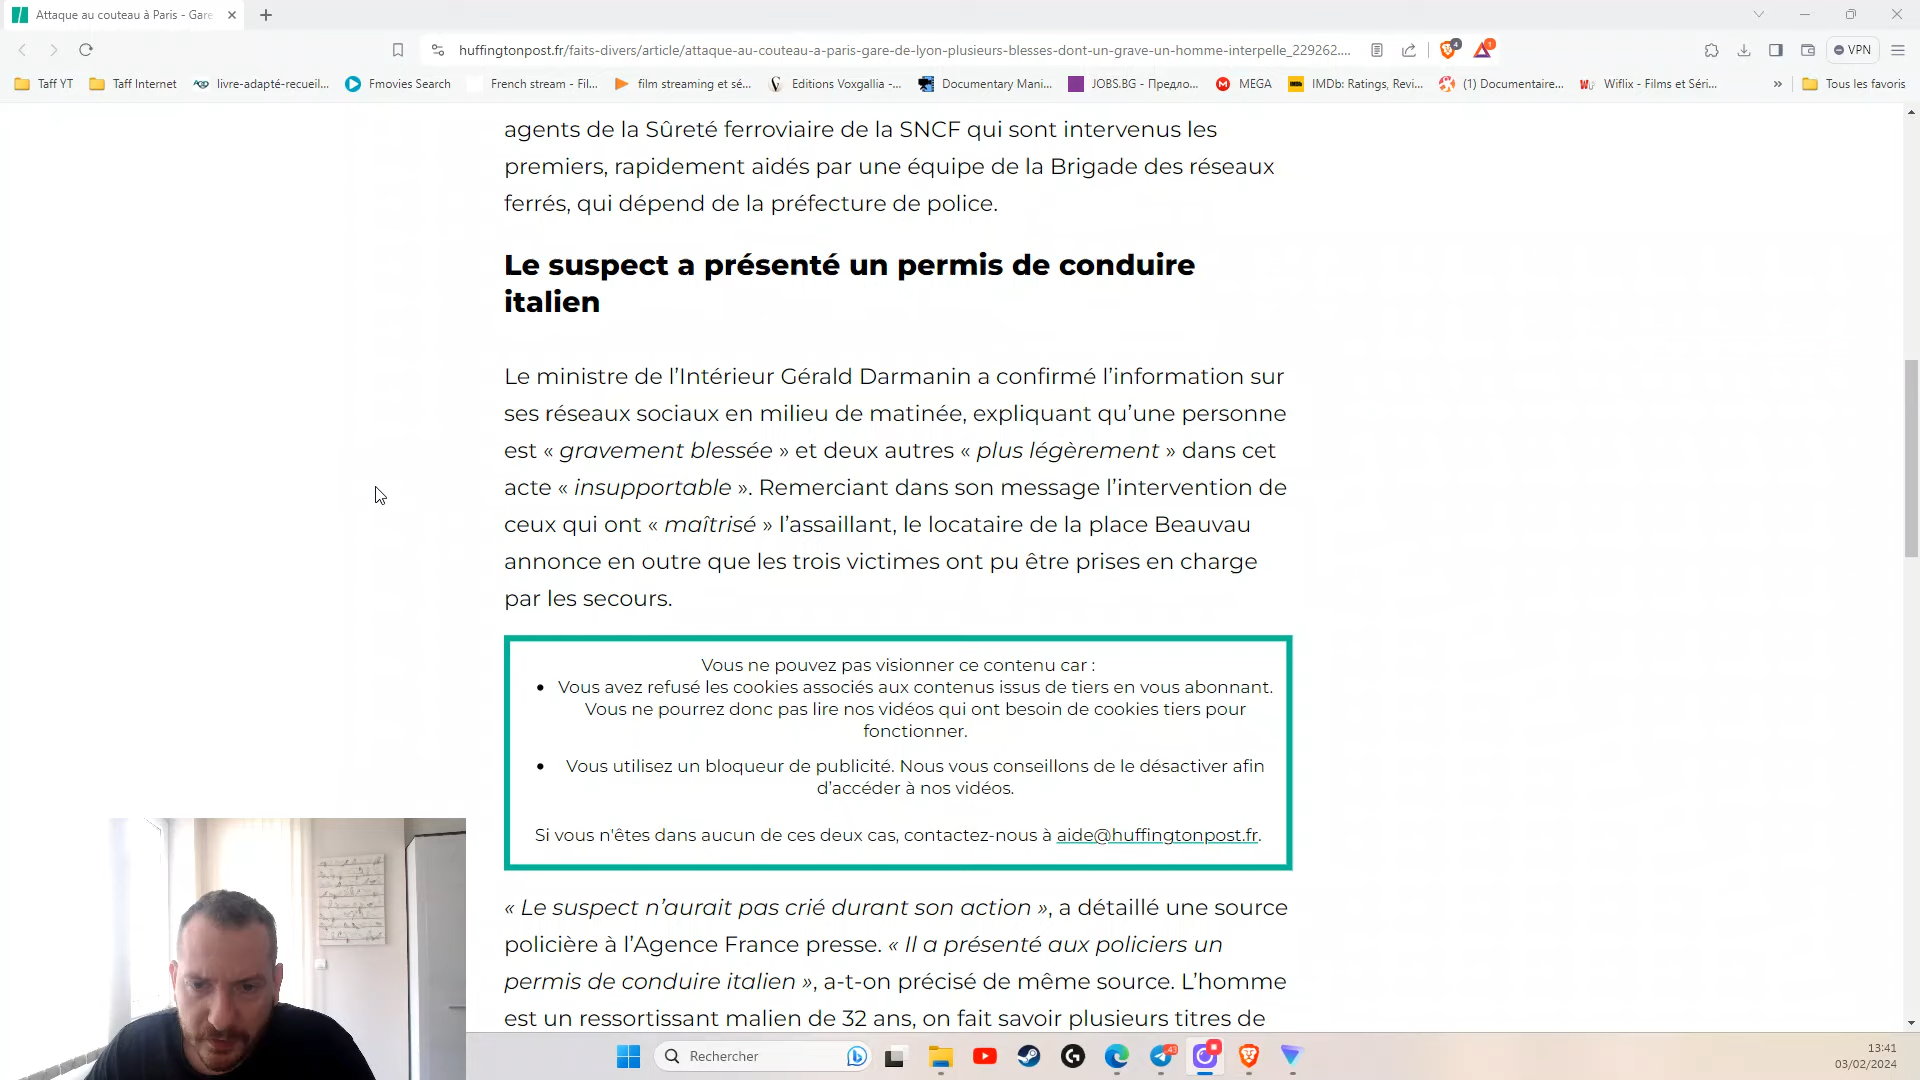 Attaque au couteau à Paris - Gare
huffingtonpost.fr/faits-divers/article/attaque-au-couteau-a-paris-gare-de-lyon-plusieurs-blesses-dont-un-grave-un-homme-interpelle_229262....
4
1
VPN
Taff YT
Taff Internet
livre-adapté-recueil...
Fmovies Search
French stream - Fil...
film streaming et sé...
Editions Voxgallia -...
Documentary Mani...
JOBS.BG - Предло...
MEGA
IMDb: Ratings, Revi...
(1) Documentaire...
Wiflix - Films et Séri...
»
Tous les favoris
agents de la Sûreté ferroviaire de la SNCF qui sont intervenus les
premiers, rapidement aidés par une équipe de la Brigade des réseaux
ferrés, qui dépend de la préfecture de police.
Le suspect a présenté un permis de conduire
italien
Le ministre de l’Intérieur Gérald Darmanin a confirmé l’information sur
ses réseaux sociaux en milieu de matinée, expliquant qu’une personne
est « gravement blessée » et deux autres « plus légèrement » dans cet
acte « insupportable ». Remerciant dans son message l’intervention de
ceux qui ont « maîtrisé » l’assaillant, le locataire de la place Beauvau
annonce en outre que les trois victimes ont pu être prises en charge
par les secours.
Vous ne pouvez pas visionner ce contenu car :
• Vous avez refusé les cookies associés aux contenus issus de tiers en vous abonnant.
Vous ne pourrez donc pas lire nos vidéos qui ont besoin de cookies tiers pour
fonctionner.
• Vous utilisez un bloqueur de publicité. Nous vous conseillons de le désactiver afin
d’accéder à nos vidéos.
Si vous n'êtes dans aucun de ces deux cas, contactez-nous à aide@huffingtonpost.fr.
« Le suspect n’aurait pas crié durant son action », a détaillé une source
policière à l’Agence France presse. « Il a présenté aux policiers un
permis de conduire italien », a-t-on précisé de même source. L’homme
est un ressortissant malien de 32 ans, on fait savoir plusieurs titres de
Rechercher
43
13:41
03/02/2024